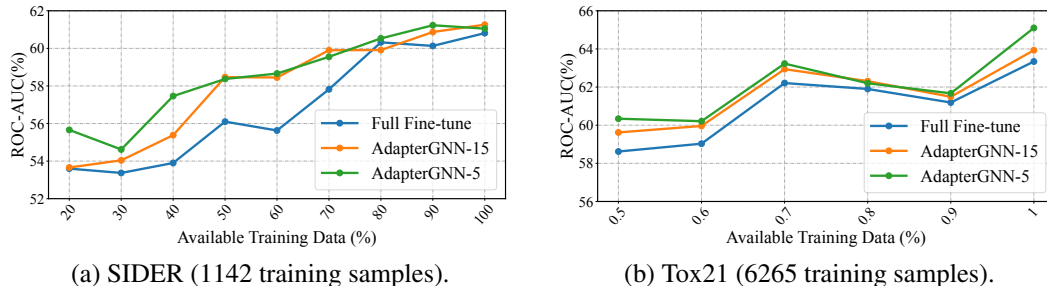 62
60
58
56
54
52
ROC-AUC(%)
Full Fine-tune
AdapterGNN-15
AdapterGNN-5
20
30
40
50
60
70
80
90
100
Available Training Data (%)
(a) SIDER (1142 training samples).
66
64
62
60
58
56
ROC-AUC(%)
Full Fine-tune
AdapterGNN-15
AdapterGNN-5
0.5
0.6
0.7
0.8
0.9
1
Available Training Data (%)
(b) Tox21 (6265 training samples).